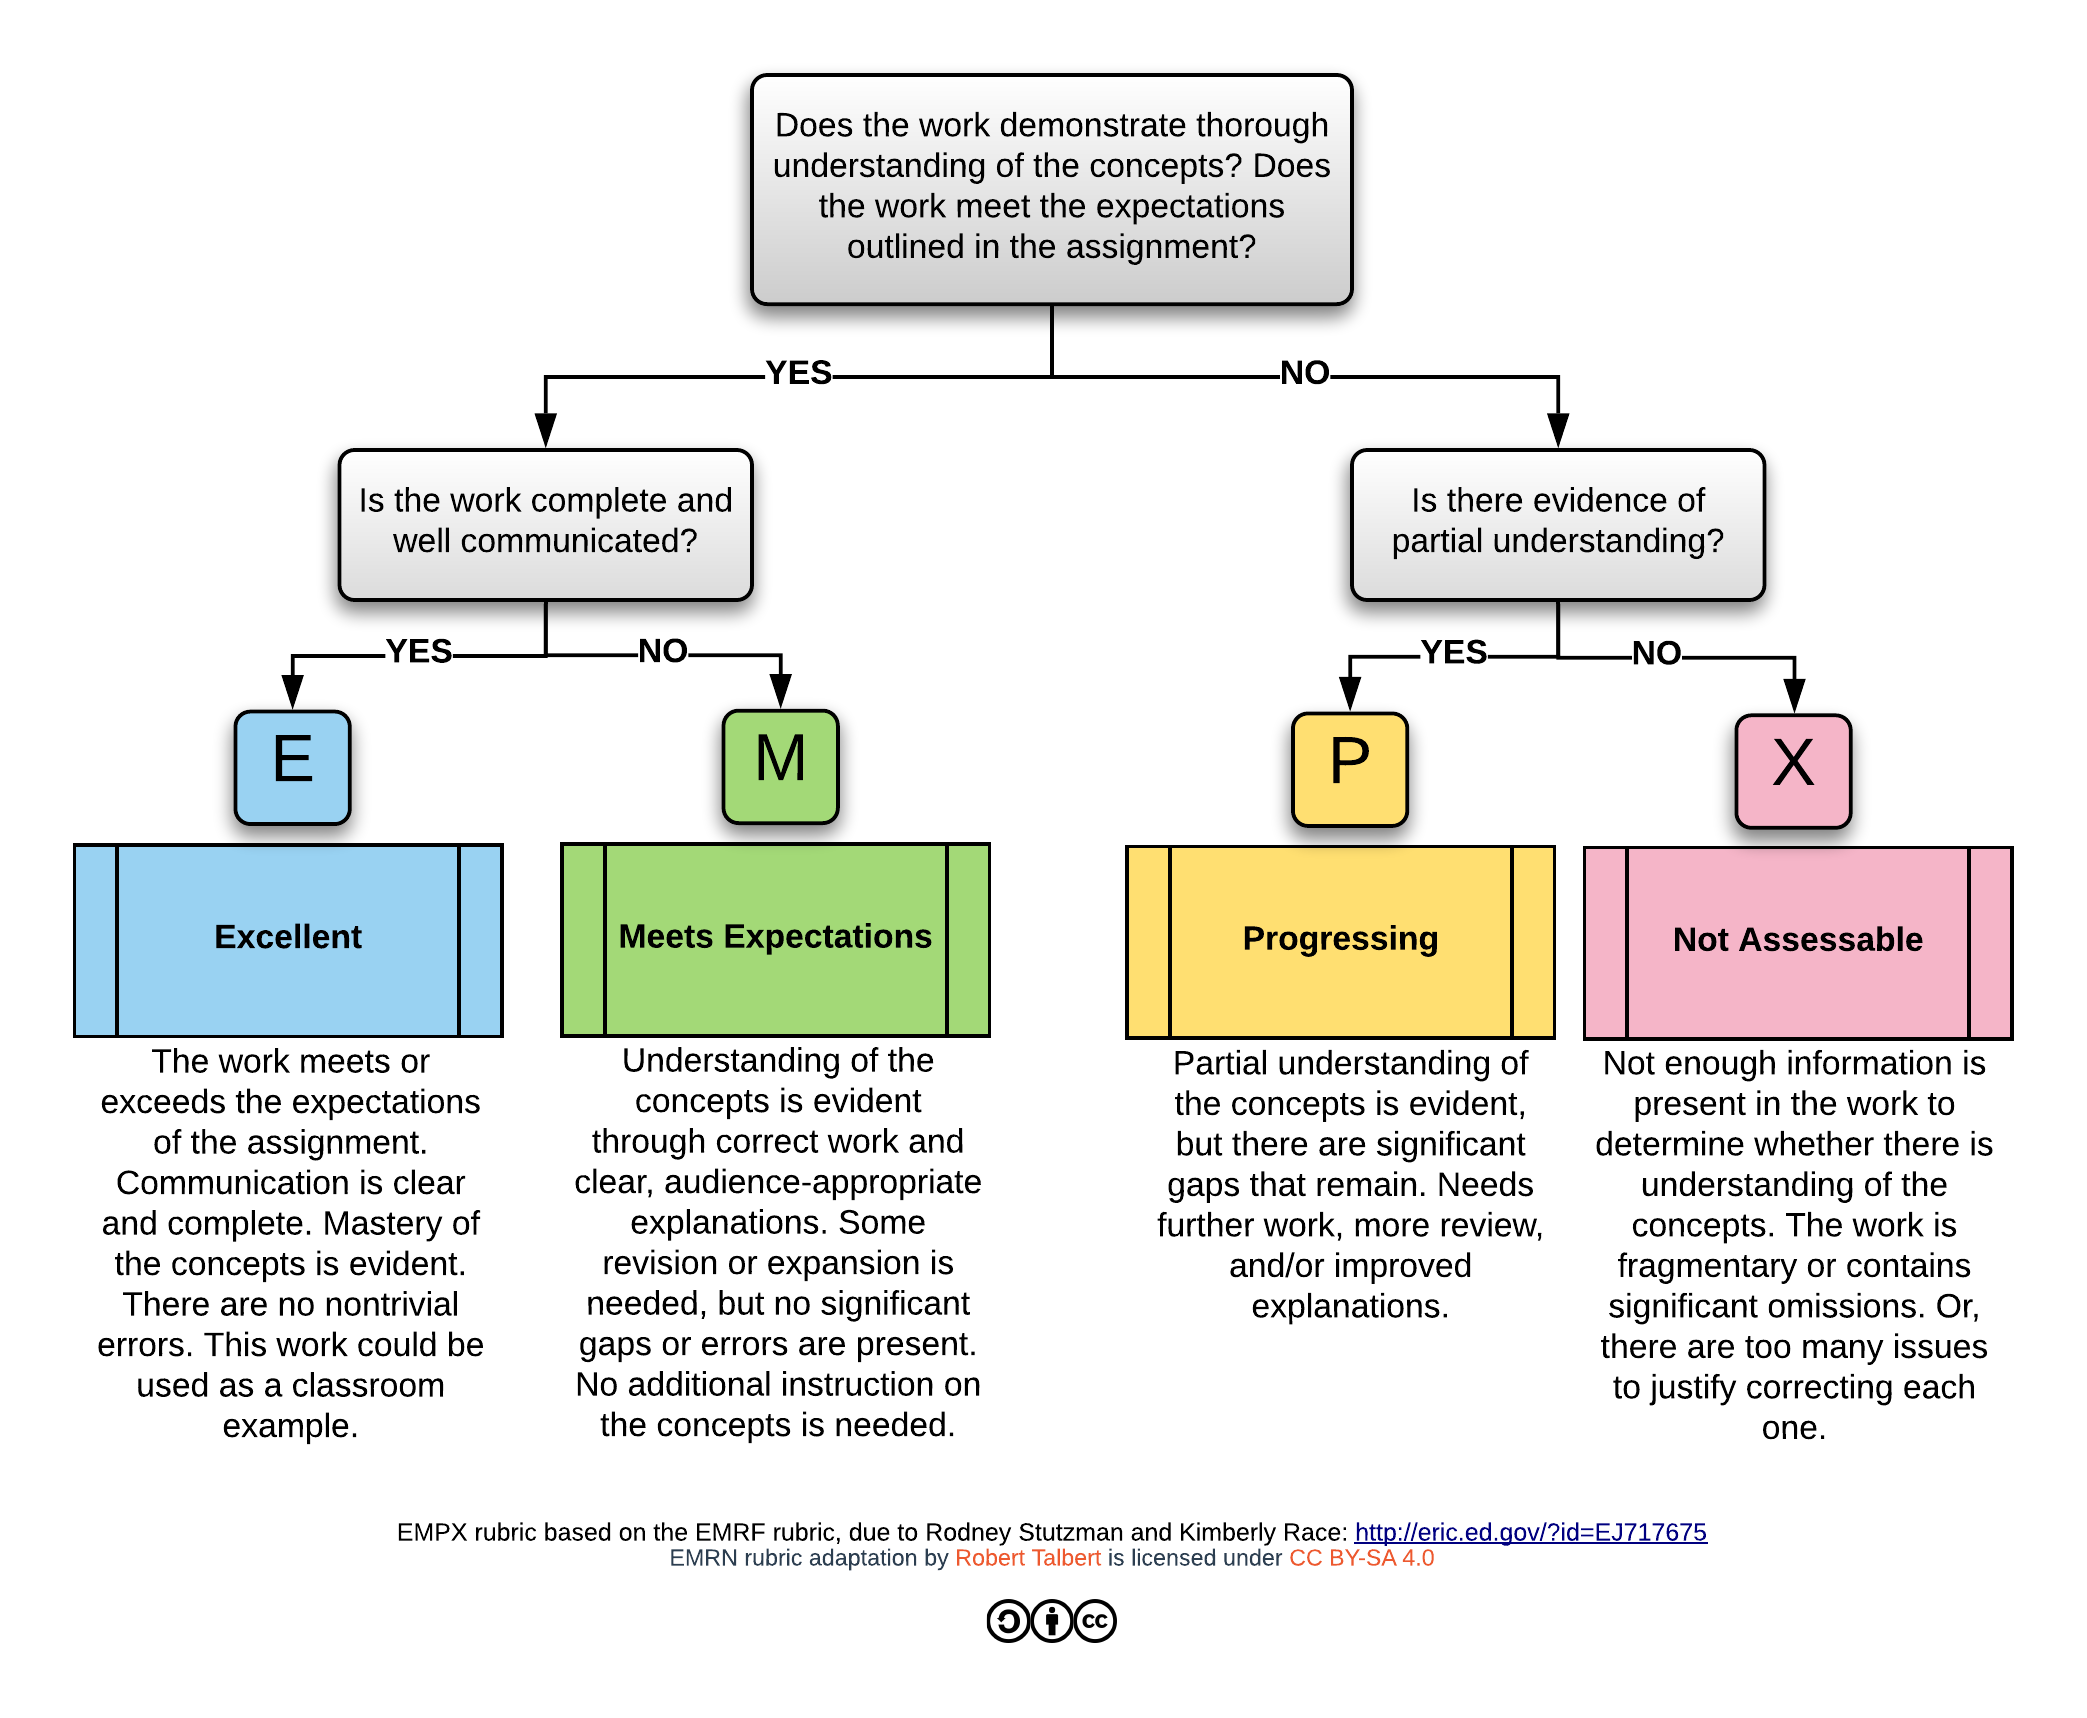 Does the work demonstrate thorough
understanding of the concepts? Does
the work meet the expectations
outlined in the assignment?
YES
NO
Is the work complete and
well communicated?
Is there evidence of
partial understanding?
YES
NO
YES
NO
E
M
P
X
Excellent
Meets Expectations
Progressing
Not Assessable
The work meets or
exceeds the expectations
of the assignment.
Communication is clear
and complete. Mastery of
the concepts is evident.
There are no nontrivial
errors. This work could be
used as a classroom
example.
Understanding of the
concepts is evident
through correct work and
clear, audience-appropriate
explanations. Some
revision or expansion is
needed, but no significant
gaps or errors are present.
No additional instruction on
the concepts is needed.
Partial understanding of
the concepts is evident,
but there are significant
gaps that remain. Needs
further work, more review,
and/or improved
explanations.
Not enough information is
present in the work to
determine whether there is
understanding of the
concepts. The work is
fragmentary or contains
significant omissions. Or,
there are too many issues
to justify correcting each
one.
EMPX rubric based on the EMRF rubric, due to Rodney Stutzman and Kimberly Race: http://eric.ed.gov/?id=EJ717675
EMRN rubric adaptation by Robert Talbert is licensed under CC BY-SA 4.0
cc